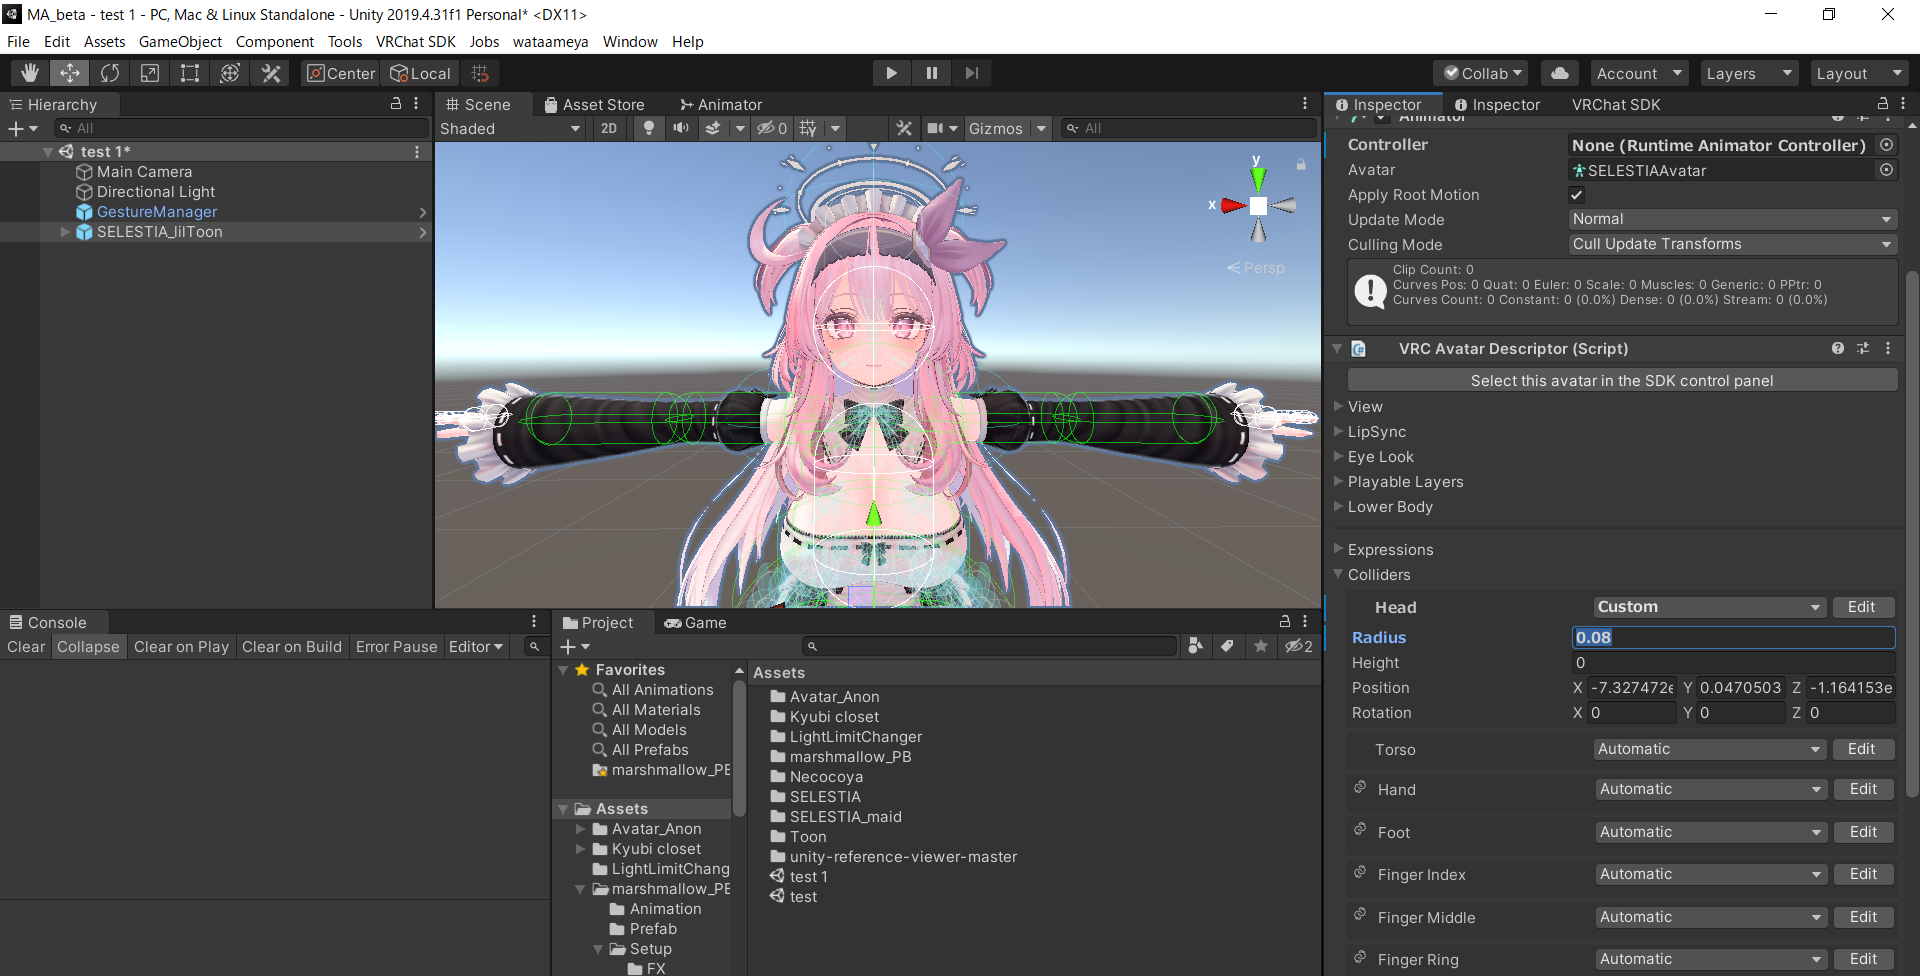 MA_beta - test 1 - PC, Mac & Linux Standalone - Unity 2019.4.31f1 Personal* <DX11>
File Edit Assets GameObject Component Tools VRChat SDK Jobs wataameya Window Help
Center Local Collab Account Layers Layout
Hierarchy
All
test 1*
Main Camera
Directional Light
GestureManager
SELESTIA_lilToon
Scene Asset Store Animator
Shaded 2D 0 Gizmos All
y
x
Persp
Inspector Inspector VRChat SDK
Animator
Controller None (Runtime Animator Controller)
Avatar SELESTIAAvatar
Apply Root Motion
Update Mode Normal
Culling Mode Cull Update Transforms
Clip Count: 0
Curves Pos: 0 Quat: 0 Euler: 0 Scale: 0 Muscles: 0 Generic: 0 PPtr: 0
Curves Count: 0 Constant: 0 (0.0%) Dense: 0 (0.0%) Stream: 0 (0.0%)
VRC Avatar Descriptor (Script)
Select this avatar in the SDK control panel
View
LipSync
Eye Look
Playable Layers
Lower Body
Expressions
Colliders
Head Custom Edit
Radius 0.08
Height 0
Position X -7.327472e Y 0.0470503 Z -1.164153e
Rotation X 0 Y 0 Z 0
Torso Automatic Edit
Hand Automatic Edit
Foot Automatic Edit
Finger Index Automatic Edit
Finger Middle Automatic Edit
Finger Ring Automatic Edit
Console
Clear Collapse Clear on Play Clear on Build Error Pause Editor
Project Game
2
Favorites
All Animations
All Materials
All Models
All Prefabs
marshmallow_PB
Assets
Avatar_Anon
Kyubi closet
LightLimitChang
marshmallow_PB
Animation
Prefab
Setup
FX
Assets
Avatar_Anon
Kyubi closet
LightLimitChanger
marshmallow_PB
Necocoya
SELESTIA
SELESTIA_maid
Toon
unity-reference-viewer-master
test 1
test